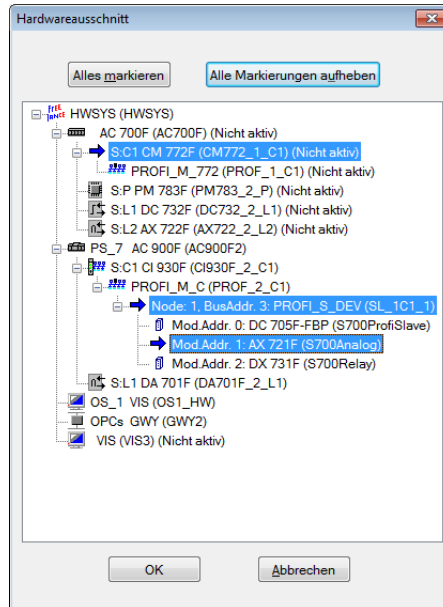 Hardwareausschnitt
Alles markieren
Alle Markierungen aufheben
FrEE LANCE HWSYS (HWSYS)
AC 700F (AC700F) (Nicht aktiv)
S:C1 CM 772F (CM772_1_C1) (Nicht aktiv)
PROFI_M_772 (PROF_1_C1) (Nicht aktiv)
S:P PM 783F (PM783_2_P) (Nicht aktiv)
S:L1 DC 732F (DC732_2_L1) (Nicht aktiv)
S:L2 AX 722F (AX722_2_L2) (Nicht aktiv)
PS_7 AC 900F (AC900F2)
S:C1 CI 930F (CI930F_2_C1)
PROFI_M_C (PROF_2_C1)
Node: 1, BusAddr. 3: PROFI_S_DEV (SL_1C1_1)
Mod.Addr. 0: DC 705F-FBP (S700ProfiSlave)
Mod.Addr. 1: AX 721F (S700Analog)
Mod.Addr. 2: DX 731F (S700Relay)
S:L1 DA 701F (DA701F_2_L1)
OS_1 VIS (OS1_HW)
OPCs GWY (GWY2)
VIS (VIS3) (Nicht aktiv)
OK
Abbrechen